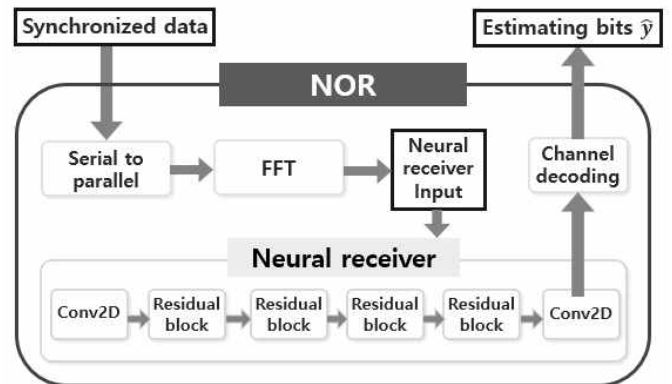 Synchronized data
Estimating bits ŷ
NOR
Serial to
parallel
FFT
Neural
receiver
Input
Channel
decoding
Neural receiver
Conv2D
Residual
block
Residual
block
Residual
block
Residual
block
Conv2D